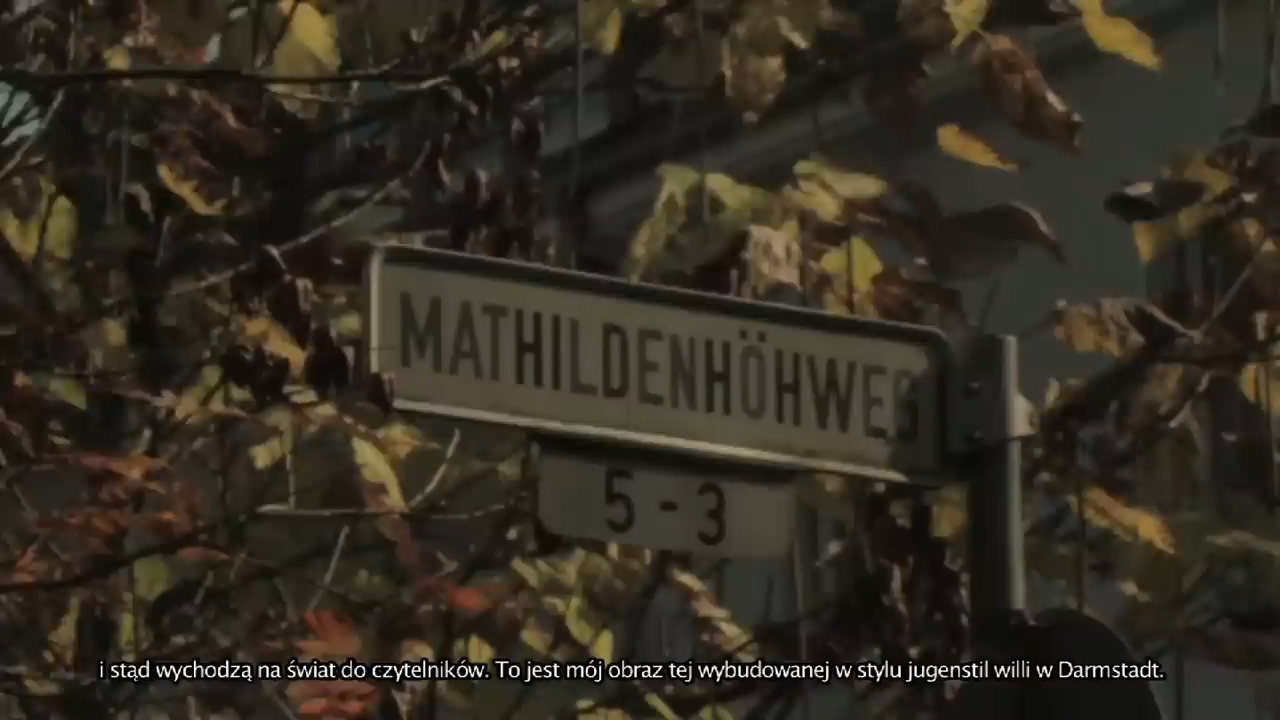 MATHILDENHÖHWEG
5 - 3
i stąd wychodzą na świat do czytelników. To jest mój obraz tej wybudowanej w stylu jugenstil willi w Darmstadt.